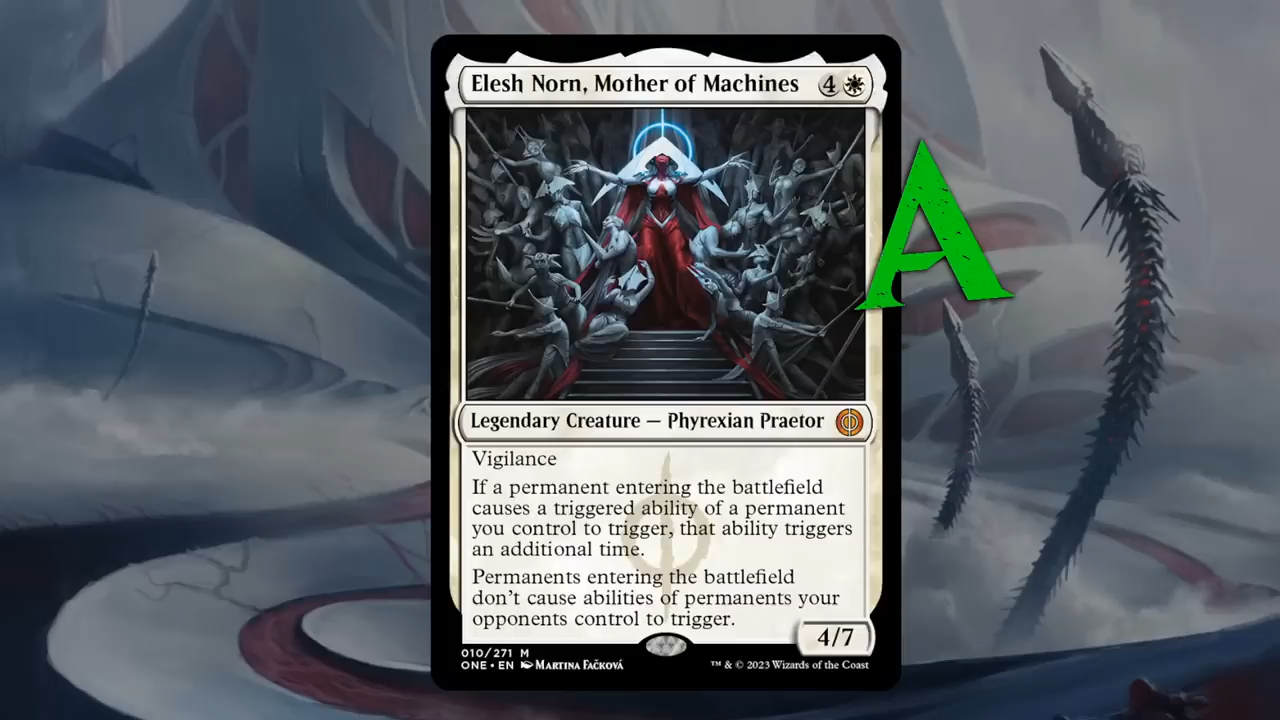 Elesh Norn, Mother of Machines 4
A
Legendary Creature — Phyrexian Praetor
Vigilance
If a permanent entering the battlefield
causes a triggered ability of a permanent
you control to trigger, that ability triggers
an additional time.
Permanents entering the battlefield
don't cause abilities of permanents your
opponents control to trigger.
4/7
010/271 M
ONE • EN Martina Fačková
™ & © 2023 Wizards of the Coast